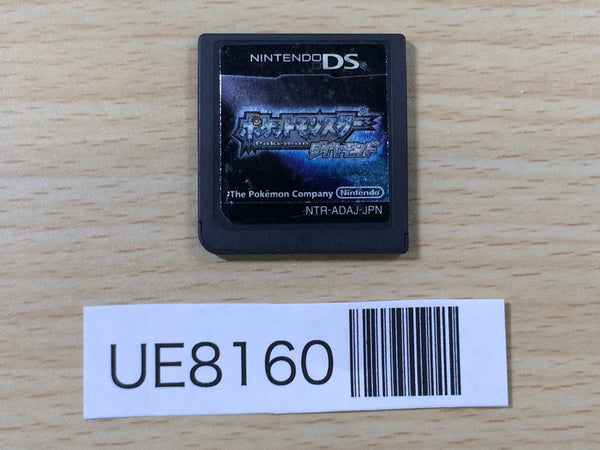 NINTENDO DS
ポケットモンスター
Pokémon
ダイヤモンド
The Pokémon Company Nintendo
NTR-ADAJ-JPN
UE8160